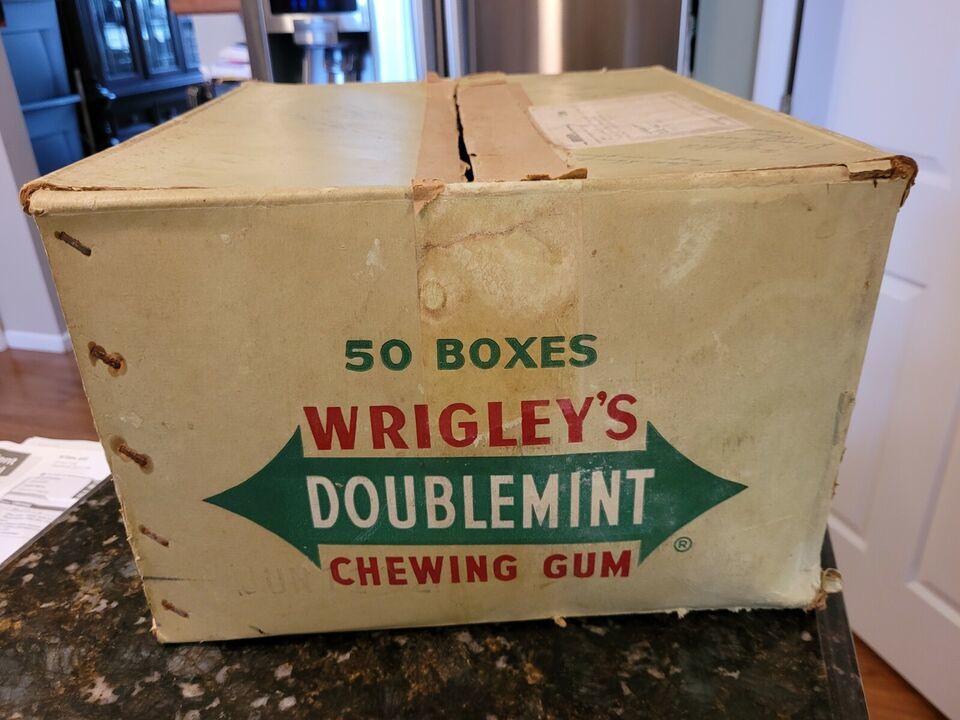 50 BOXES
WRIGLEY'S
DOUBLEMINT
®
CHEWING GUM